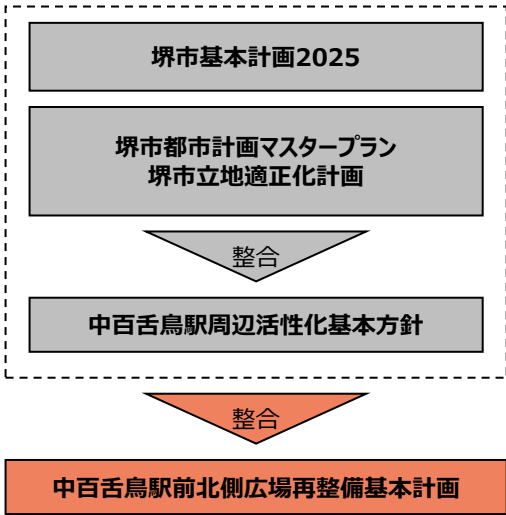 堺市基本計画2025
堺市都市計画マスタープラン
堺市立地適正化計画
整合
中百舌鳥駅周辺活性化基本方針
整合
中百舌鳥駅前北側広場再整備基本計画